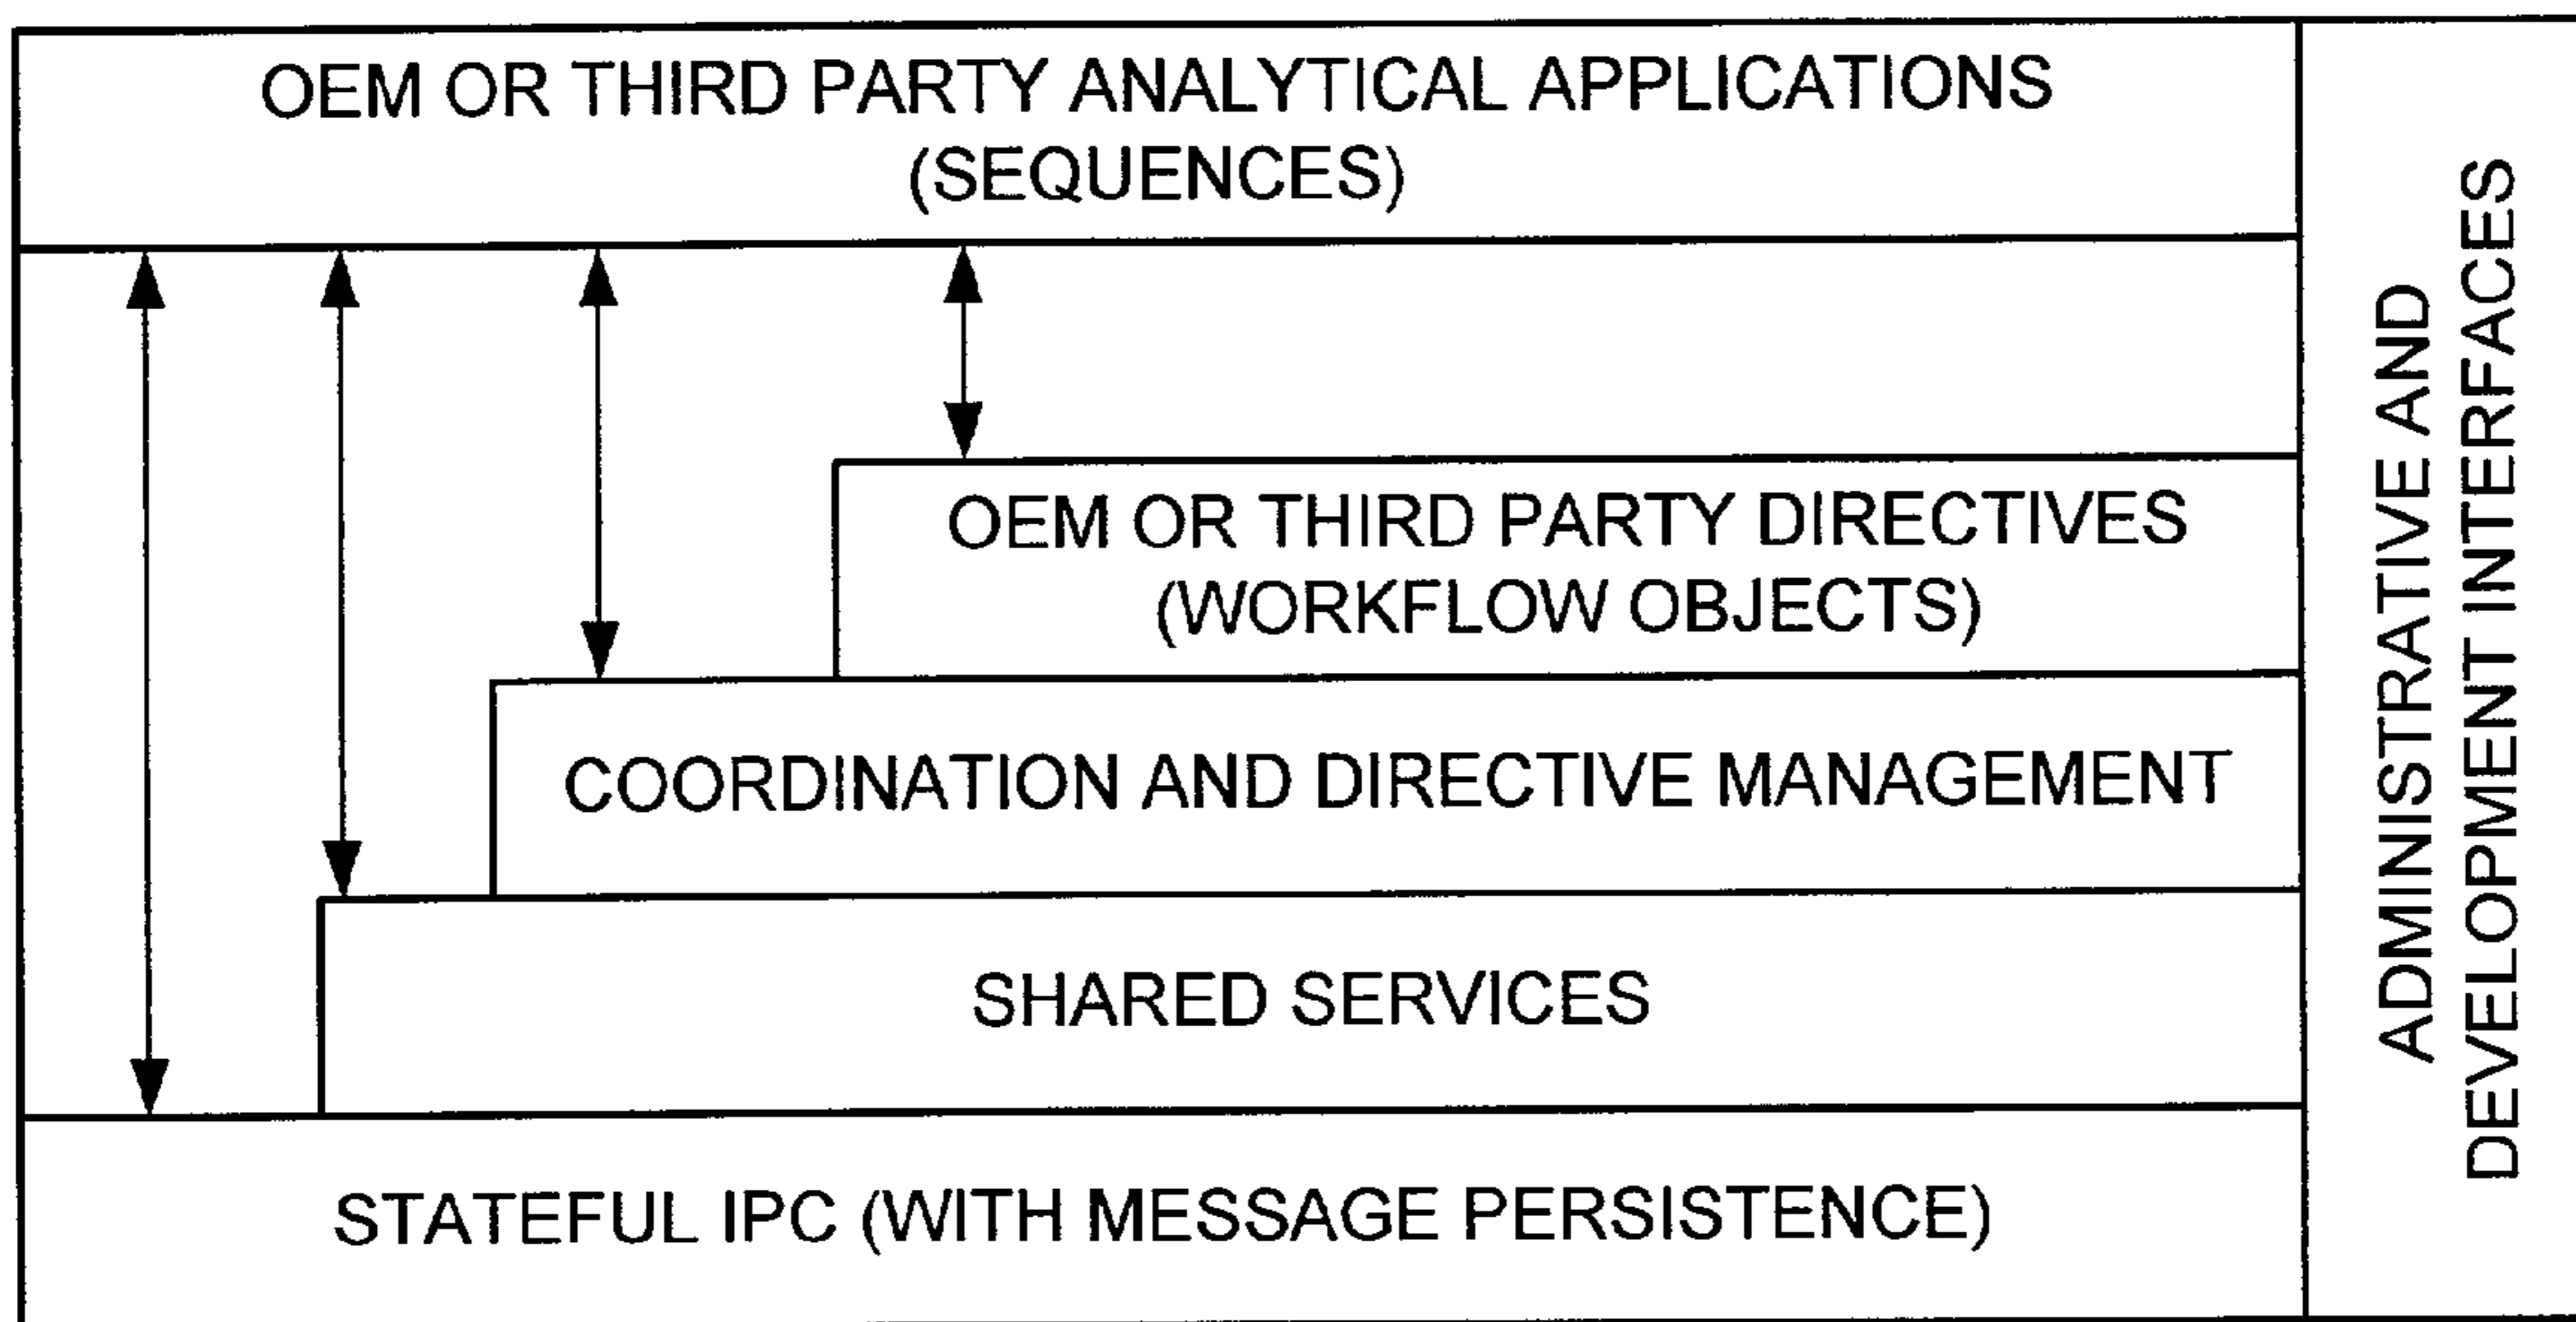 OEM OR THIRD PARTY ANALYTICAL APPLICATIONS
(SEQUENCES)
OEM OR THIRD PARTY DIRECTIVES
(WORKFLOW OBJECTS)
COORDINATION AND DIRECTIVE MANAGEMENT
SHARED SERVICES
STATEFUL IPC (WITH MESSAGE PERSISTENCE)
ADMINISTRATIVE AND
DEVELOPMENT INTERFACES